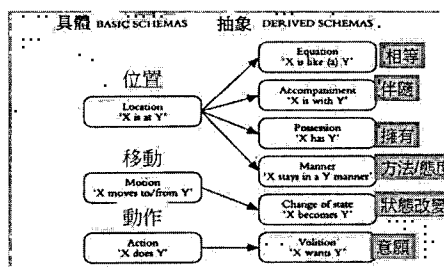 具體 BASIC SCHEMAS 抽象 DERIVED SCHEMAS
Equation
'X is like (a) Y'
相等
位置
Location
'X is at Y'
Accompaniment
'X is with Y'
伴隨
Possession
'X has Y'
擁有
Manner
'X stays in a Y manner'
方法/態度
移動
Motion
'X moves to/from Y'
Change of state
'X becomes Y'
狀態改變
動作
Action
'X does Y'
Volition
'X wants Y'
意願